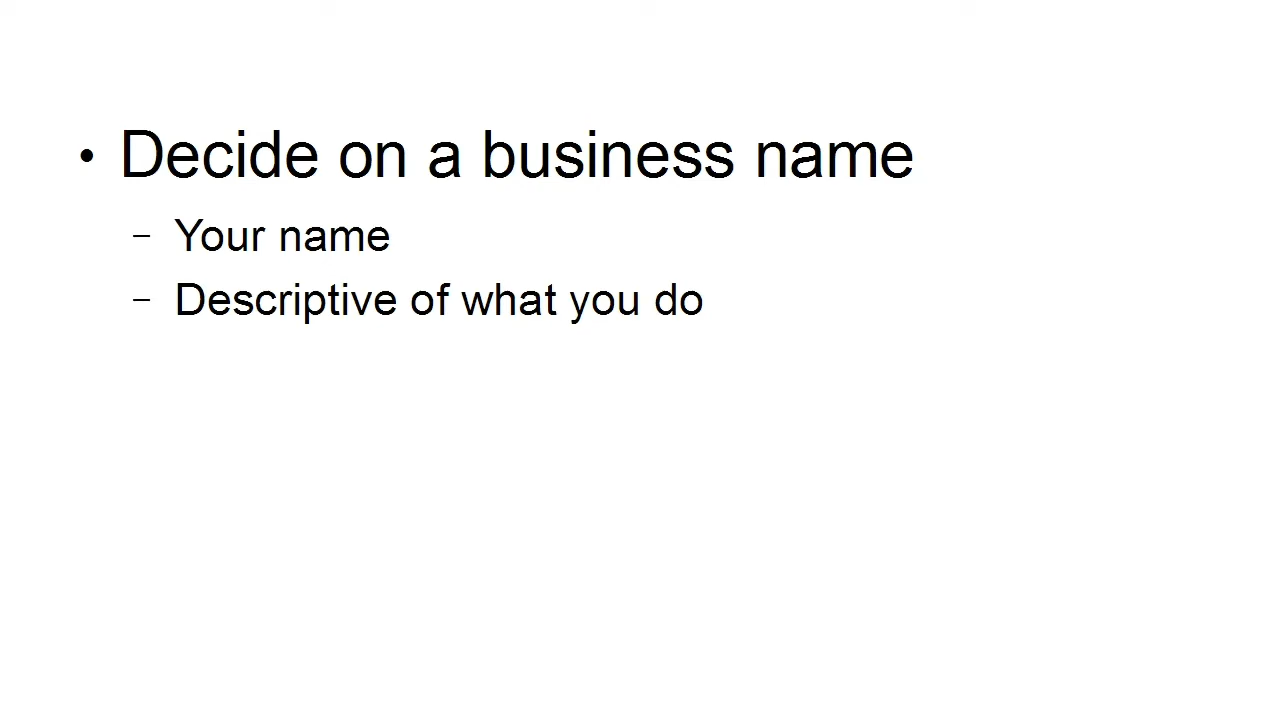 • Decide on a business name
– Your name
– Descriptive of what you do